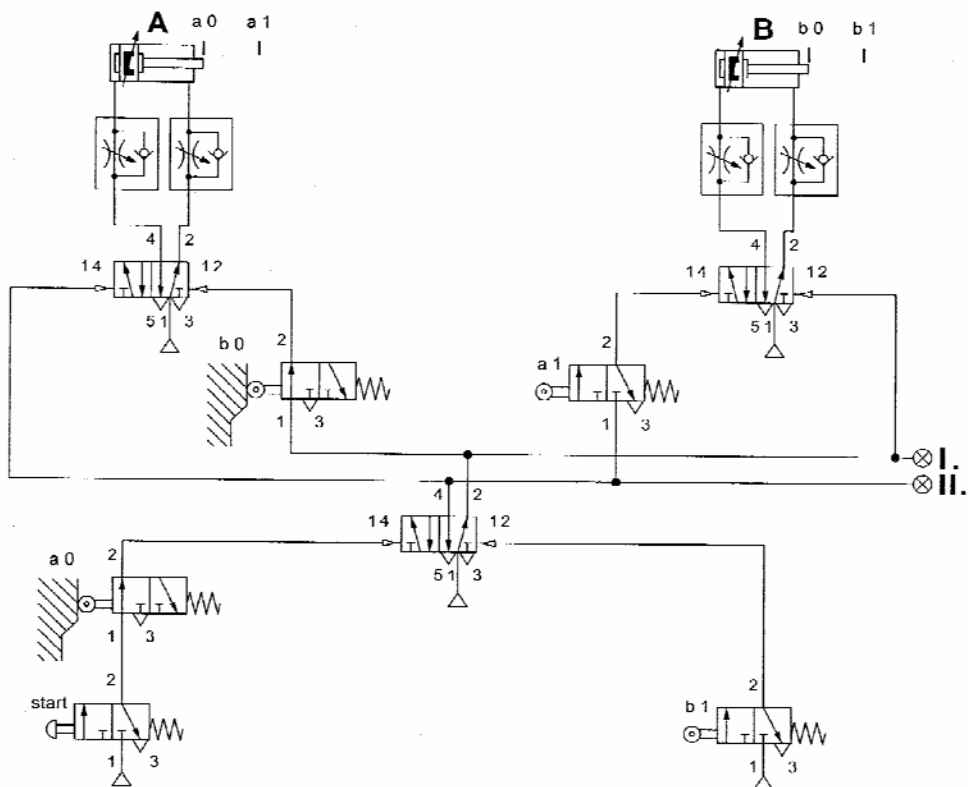 A a 0 a 1 B b 0 b 1
4 2 4 2
14 12 14 12
5 1 3 5 1 3
b 0 2 a 1 2
1 3 1 3
I.
II.
4 2
14 12
a 0 2 5 1 3
1 3
start 2 b 1 2
1 3 1 3